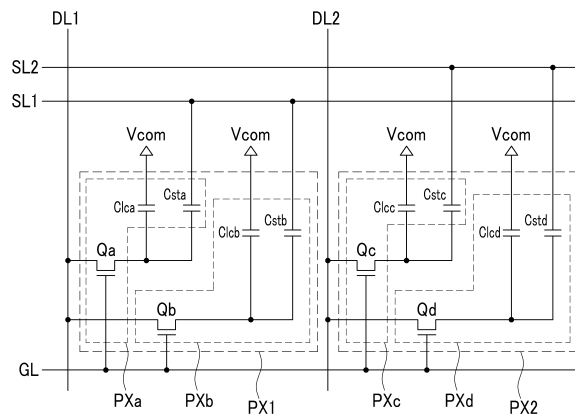 DL1 DL2
SL2
SL1
Vcom Vcom Vcom Vcom
Clca Csta Clcb Cstb Clcc Cstc Clcd Cstd
Qa Qc
Qb Qd
GL
PXa PXb PX1 PXc PXd PX2